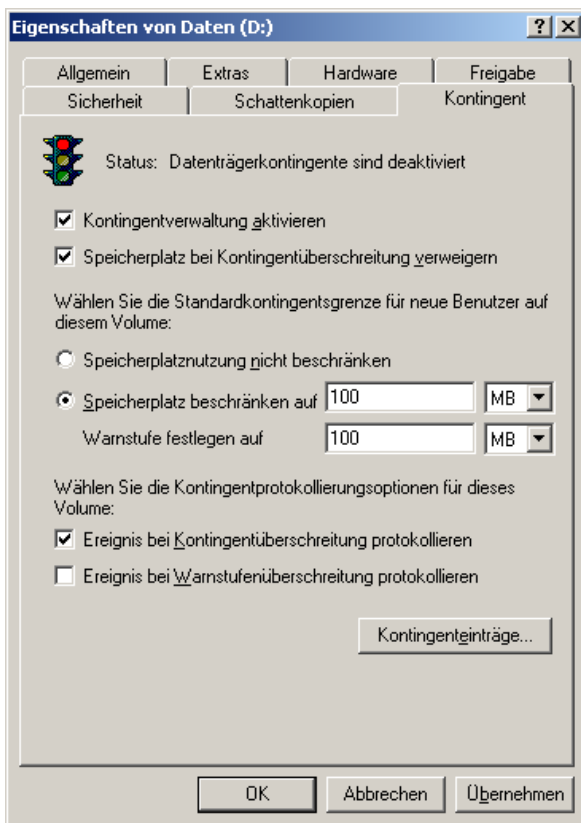 Eigenschaften von Daten (D:)
Allgemein Extras Hardware Freigabe
Sicherheit Schattenkopien Kontingent
Status: Datenträgerkontingente sind deaktiviert
Kontingentverwaltung aktivieren
Speicherplatz bei Kontingentüberschreitung verweigern
Wählen Sie die Standardkontingentsgrenze für neue Benutzer auf
diesem Volume:
Speicherplatznutzung nicht beschränken
Speicherplatz beschränken auf 100 MB
Warnstufe festlegen auf 100 MB
Wählen Sie die Kontingentprotokollierungsoptionen für dieses
Volume:
Ereignis bei Kontingentüberschreitung protokollieren
Ereignis bei Warnstufenüberschreitung protokollieren
Kontingenteinträge...
OK Abbrechen Übernehmen